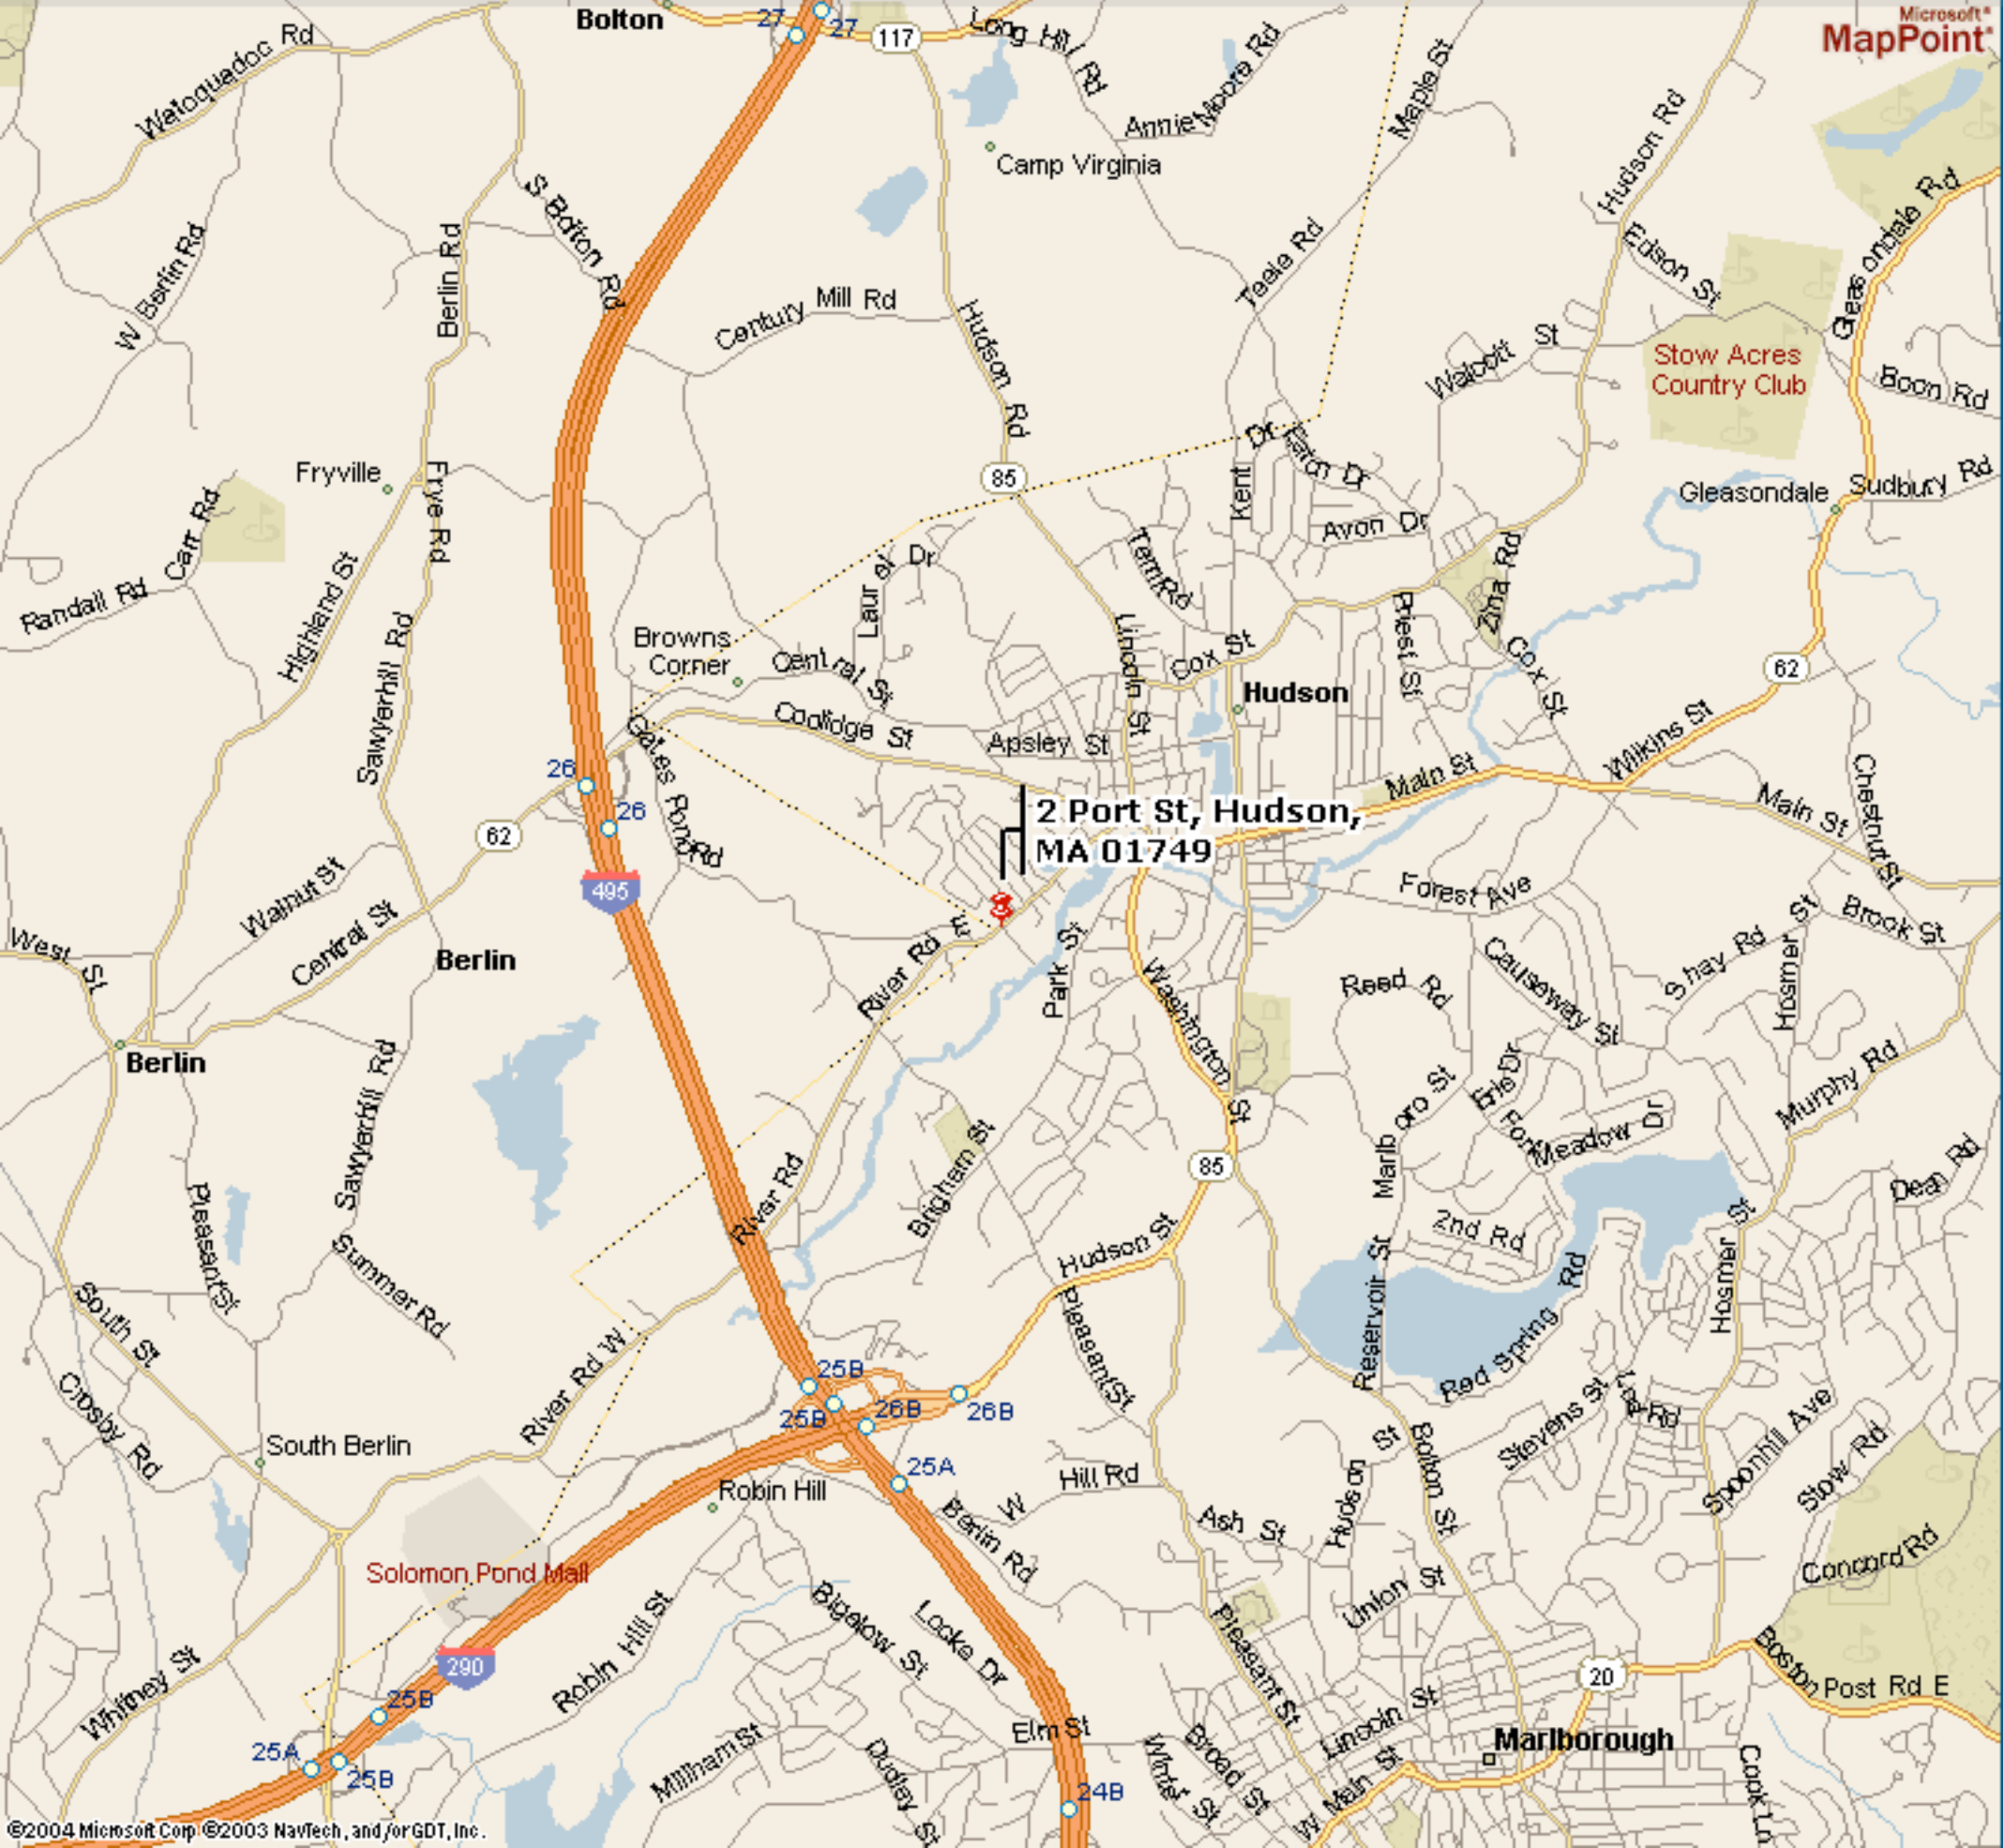 Bolton
27
27
117
Long Hill Rd
Microsoft®
MapPoint®
Watoquadoc Rd
Annie Moore Rd
Maple St
Camp Virginia
Hudson Rd
S Bolton Rd
Gleasondale Rd
W Berlin Rd
Berlin Rd
Teele Rd
Edson St
Century Mill Rd
Hudson Rd
Walcott St
Stow Acres
Country Club
Boon Rd
Fryville
Frye Rd
85
Kent Dr
Eaton Dr
Avon Dr
Gleasondale
Sudbury Rd
Carr Rd
Randall Rd
Highland St
Laurel Dr
Zina Rd
Priest St
Lincoln St
Cox St
Cox St
Browns
Corner
Central St
Hudson
62
Sawyerhill Rd
Gates Pond Rd
Coolidge St
Apsley St
Wilkins St
Main St
Main St
Chestnut St
26
26
62
2 Port St, Hudson,
MA 01749
495
Walnut St
Central St
Forest Ave
West St
Berlin
River Rd E
Park St
Washington St
Reed Rd
Causeway St
Shay Rd
Hosmer St
Brook St
Berlin
Sawyerhill Rd
Erie Dr
Fort
Meadow Dr
Murphy Rd
Marlboro St
Brigham St
85
Dean Rd
Pleasant St
River Rd
2nd Rd
Hudson St
Summer Rd
Reservoir St
Red Spring Rd
Hosmer St
South St
River Rd W
Pleasant St
Crosby Rd
25B
25B
26B
26B
25A
South Berlin
Robin Hill
W Hill Rd
Berlin Rd
Ash St
Hudson St
Bolton St
Stevens St
Spoonhill Ave
Stow Rd
Concord Rd
Solomon Pond Mall
Union St
Robin Hill St
Bigelow St
Locke Dr
Pleasant St
290
20
Boston Post Rd E
Whitney St
25B
25A
25B
Elm St
Lincoln St
Marlborough
Millham St
Dudley St
Winter St
Broad St
W Main St
Cook Ln
24B
©2004 Microsoft Corp ©2003 NavTech, and/or GDT, Inc.